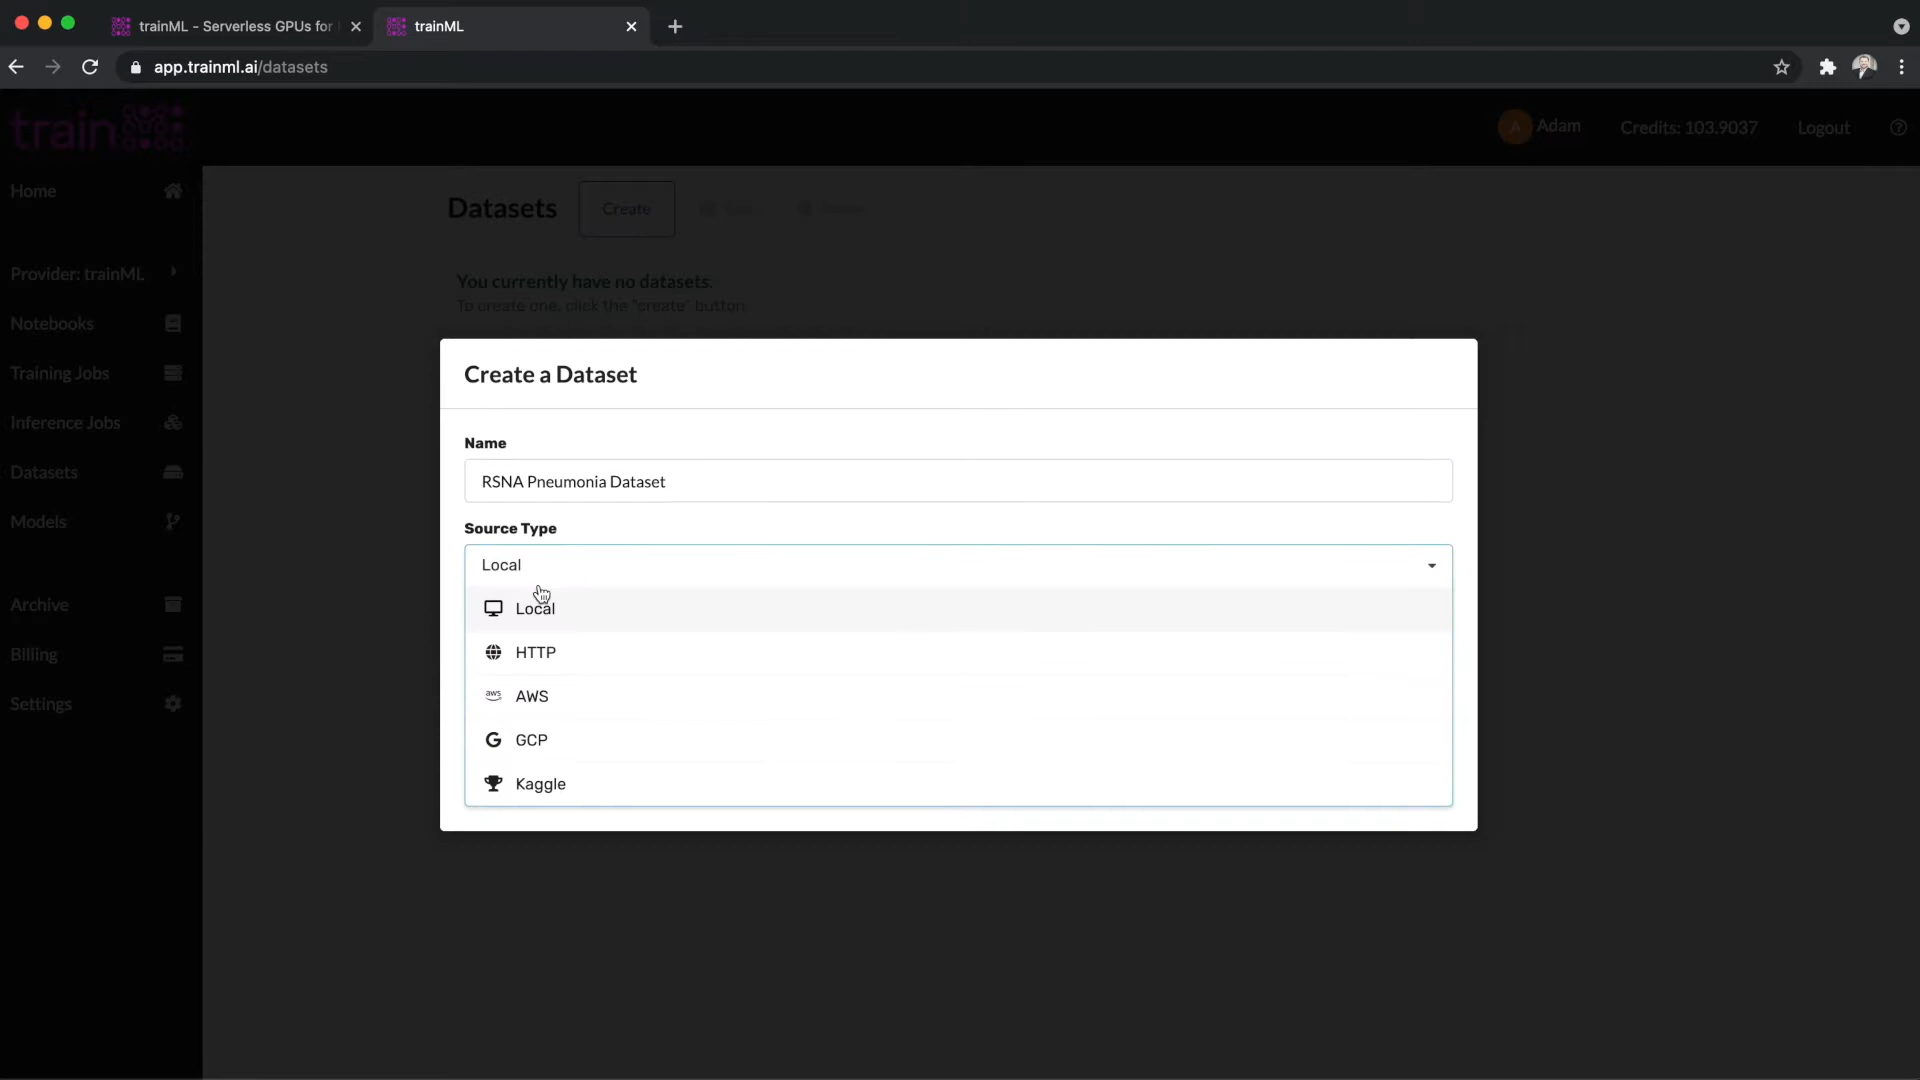 trainML - Serverless GPUs for
trainML
app.trainml.ai/datasets
train
A Adam
Credits: 103.9037
Logout
Home
Provider: trainML
Notebooks
Training Jobs
Inference Jobs
Datasets
Models
Archive
Billing
Settings
Datasets
Create
You currently have no datasets.
To create one, click the "create" button
Create a Dataset
Name
RSNA Pneumonia Dataset
Source Type
Local
Local
HTTP
aws AWS
GCP
Kaggle